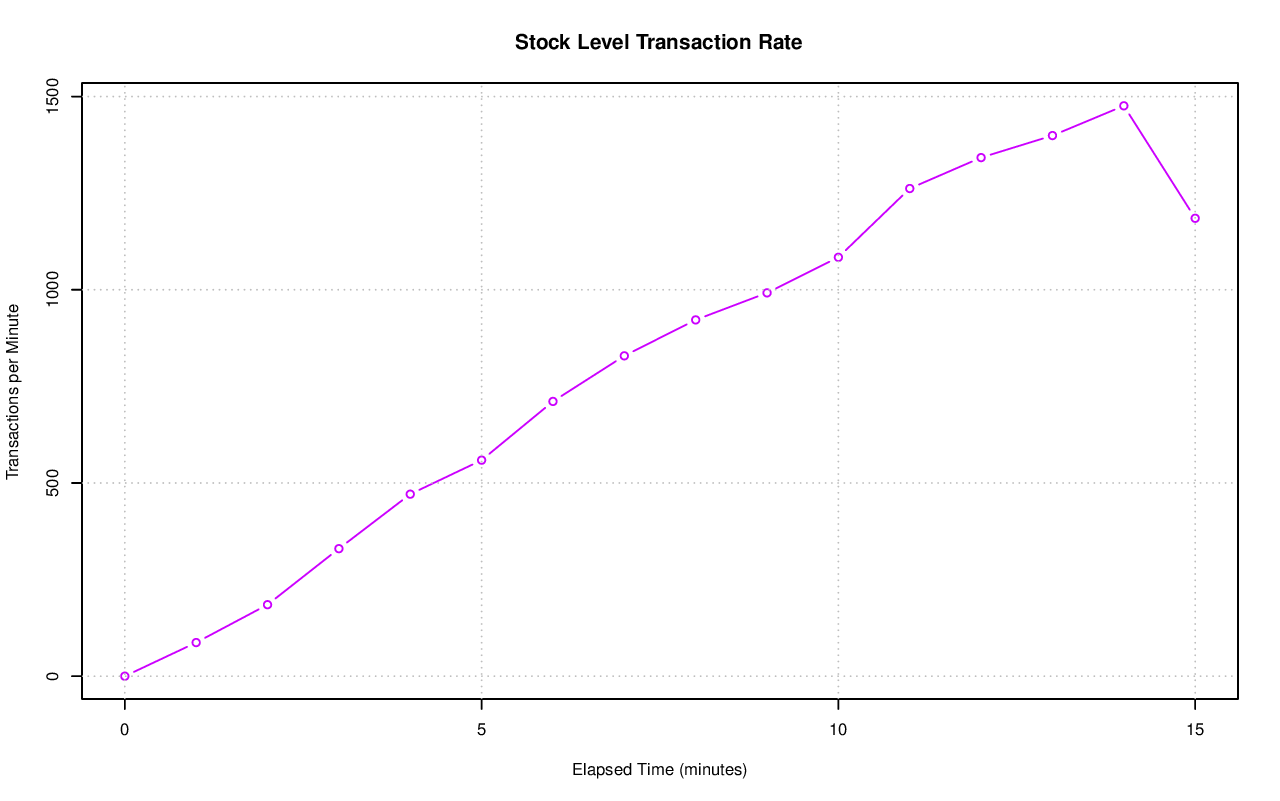 Stock Level Transaction Rate
Transactions per Minute
1500
1000
500
0
0 5 10 15
Elapsed Time (minutes)